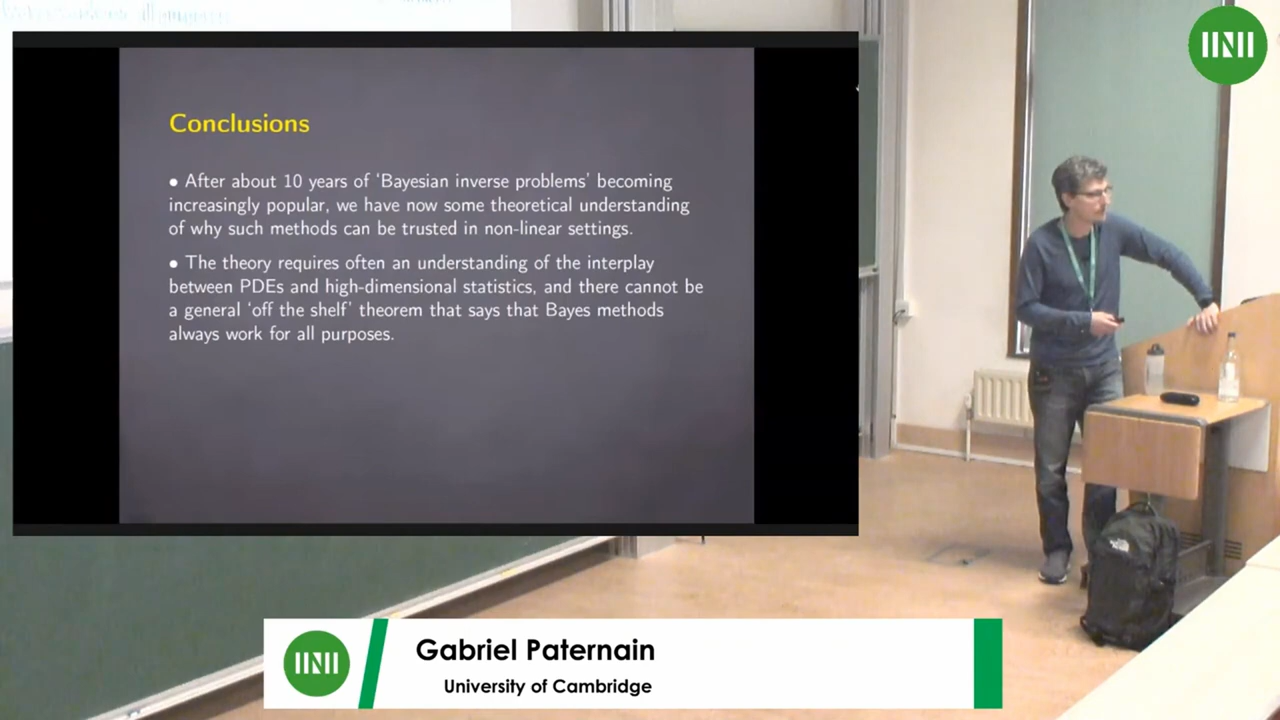 Conclusions
• After about 10 years of ‘Bayesian inverse problems’ becoming
increasingly popular, we have now some theoretical understanding
of why such methods can be trusted in non-linear settings.
• The theory requires often an understanding of the interplay
between PDEs and high-dimensional statistics, and there cannot be
a general ‘off the shelf’ theorem that says that Bayes methods
always work for all purposes.
Gabriel Paternain
University of Cambridge